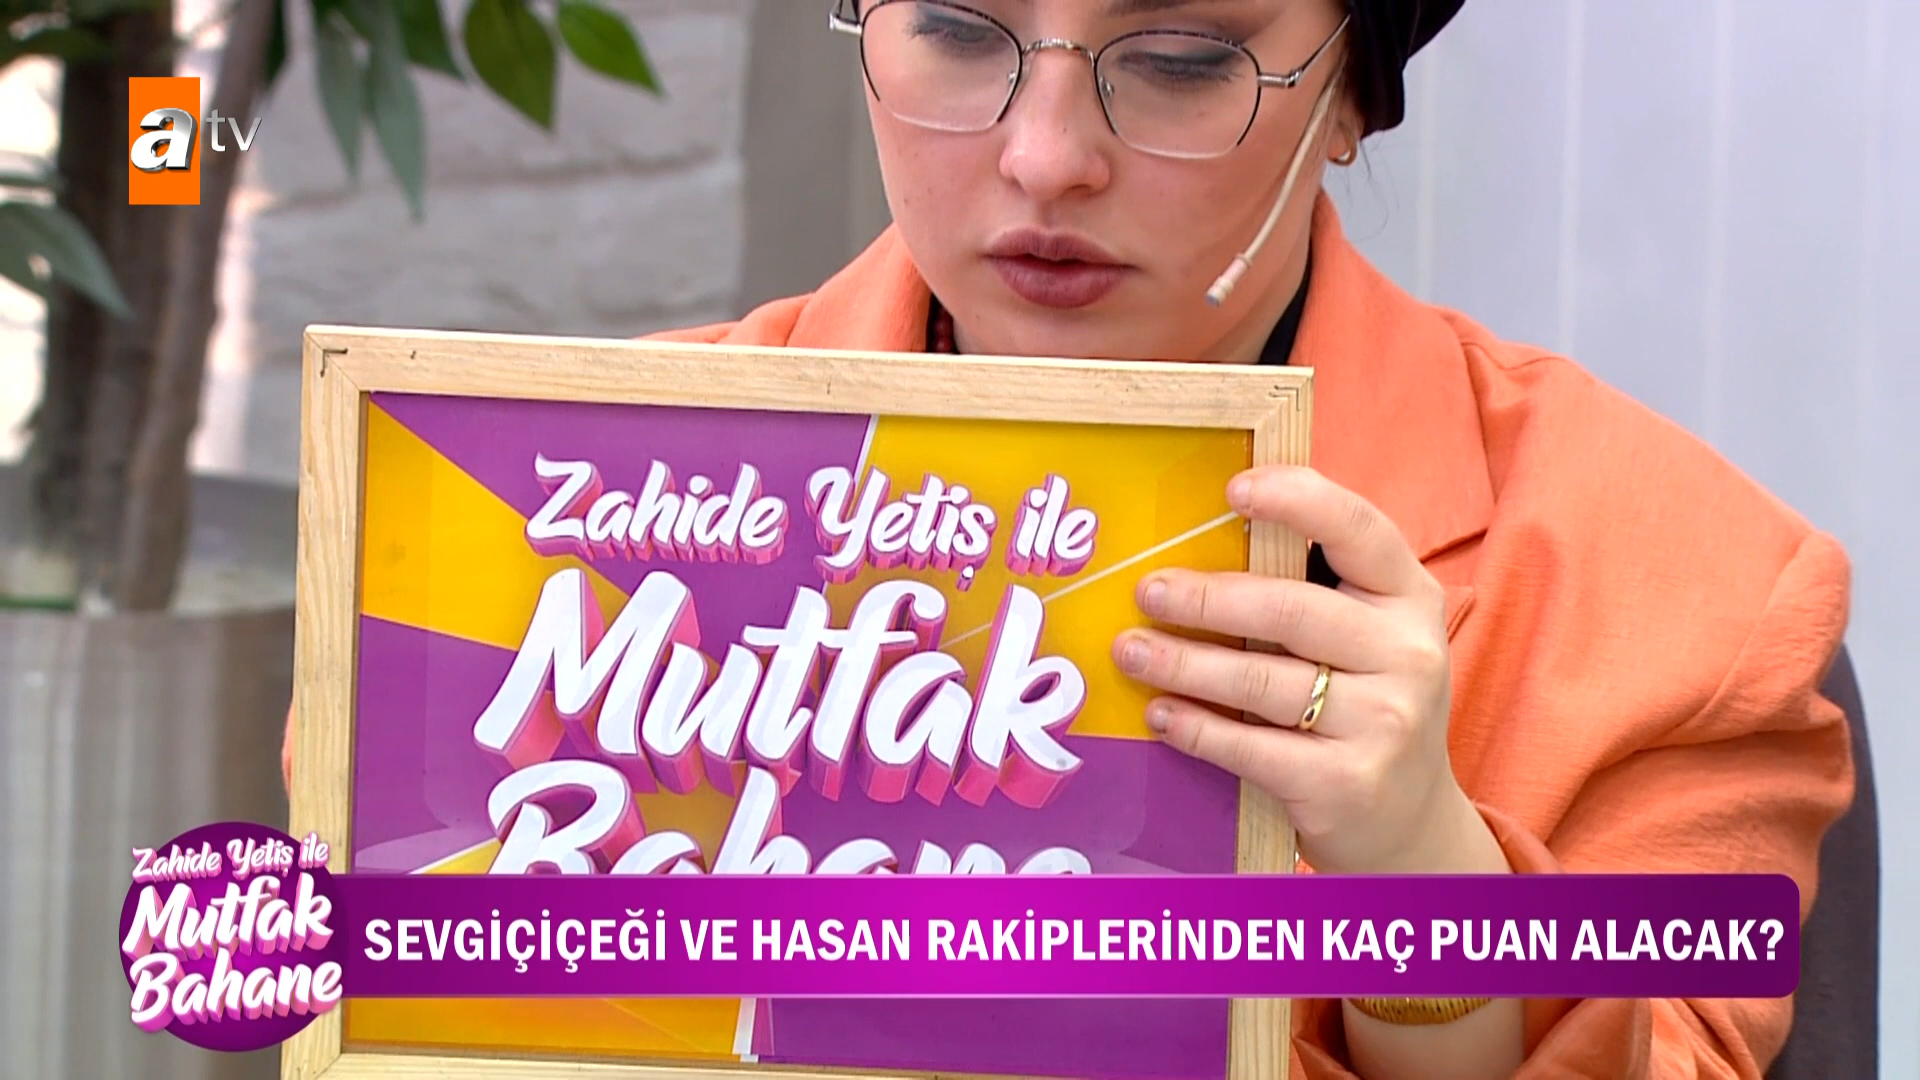 atv
Zahide Yetiş ile
Mutfak
Bahane
Zahide Yetiş ile
Mutfak
Bahane
SEVGİÇİÇEĞİ VE HASAN RAKİPLERİNDEN KAÇ PUAN ALACAK?